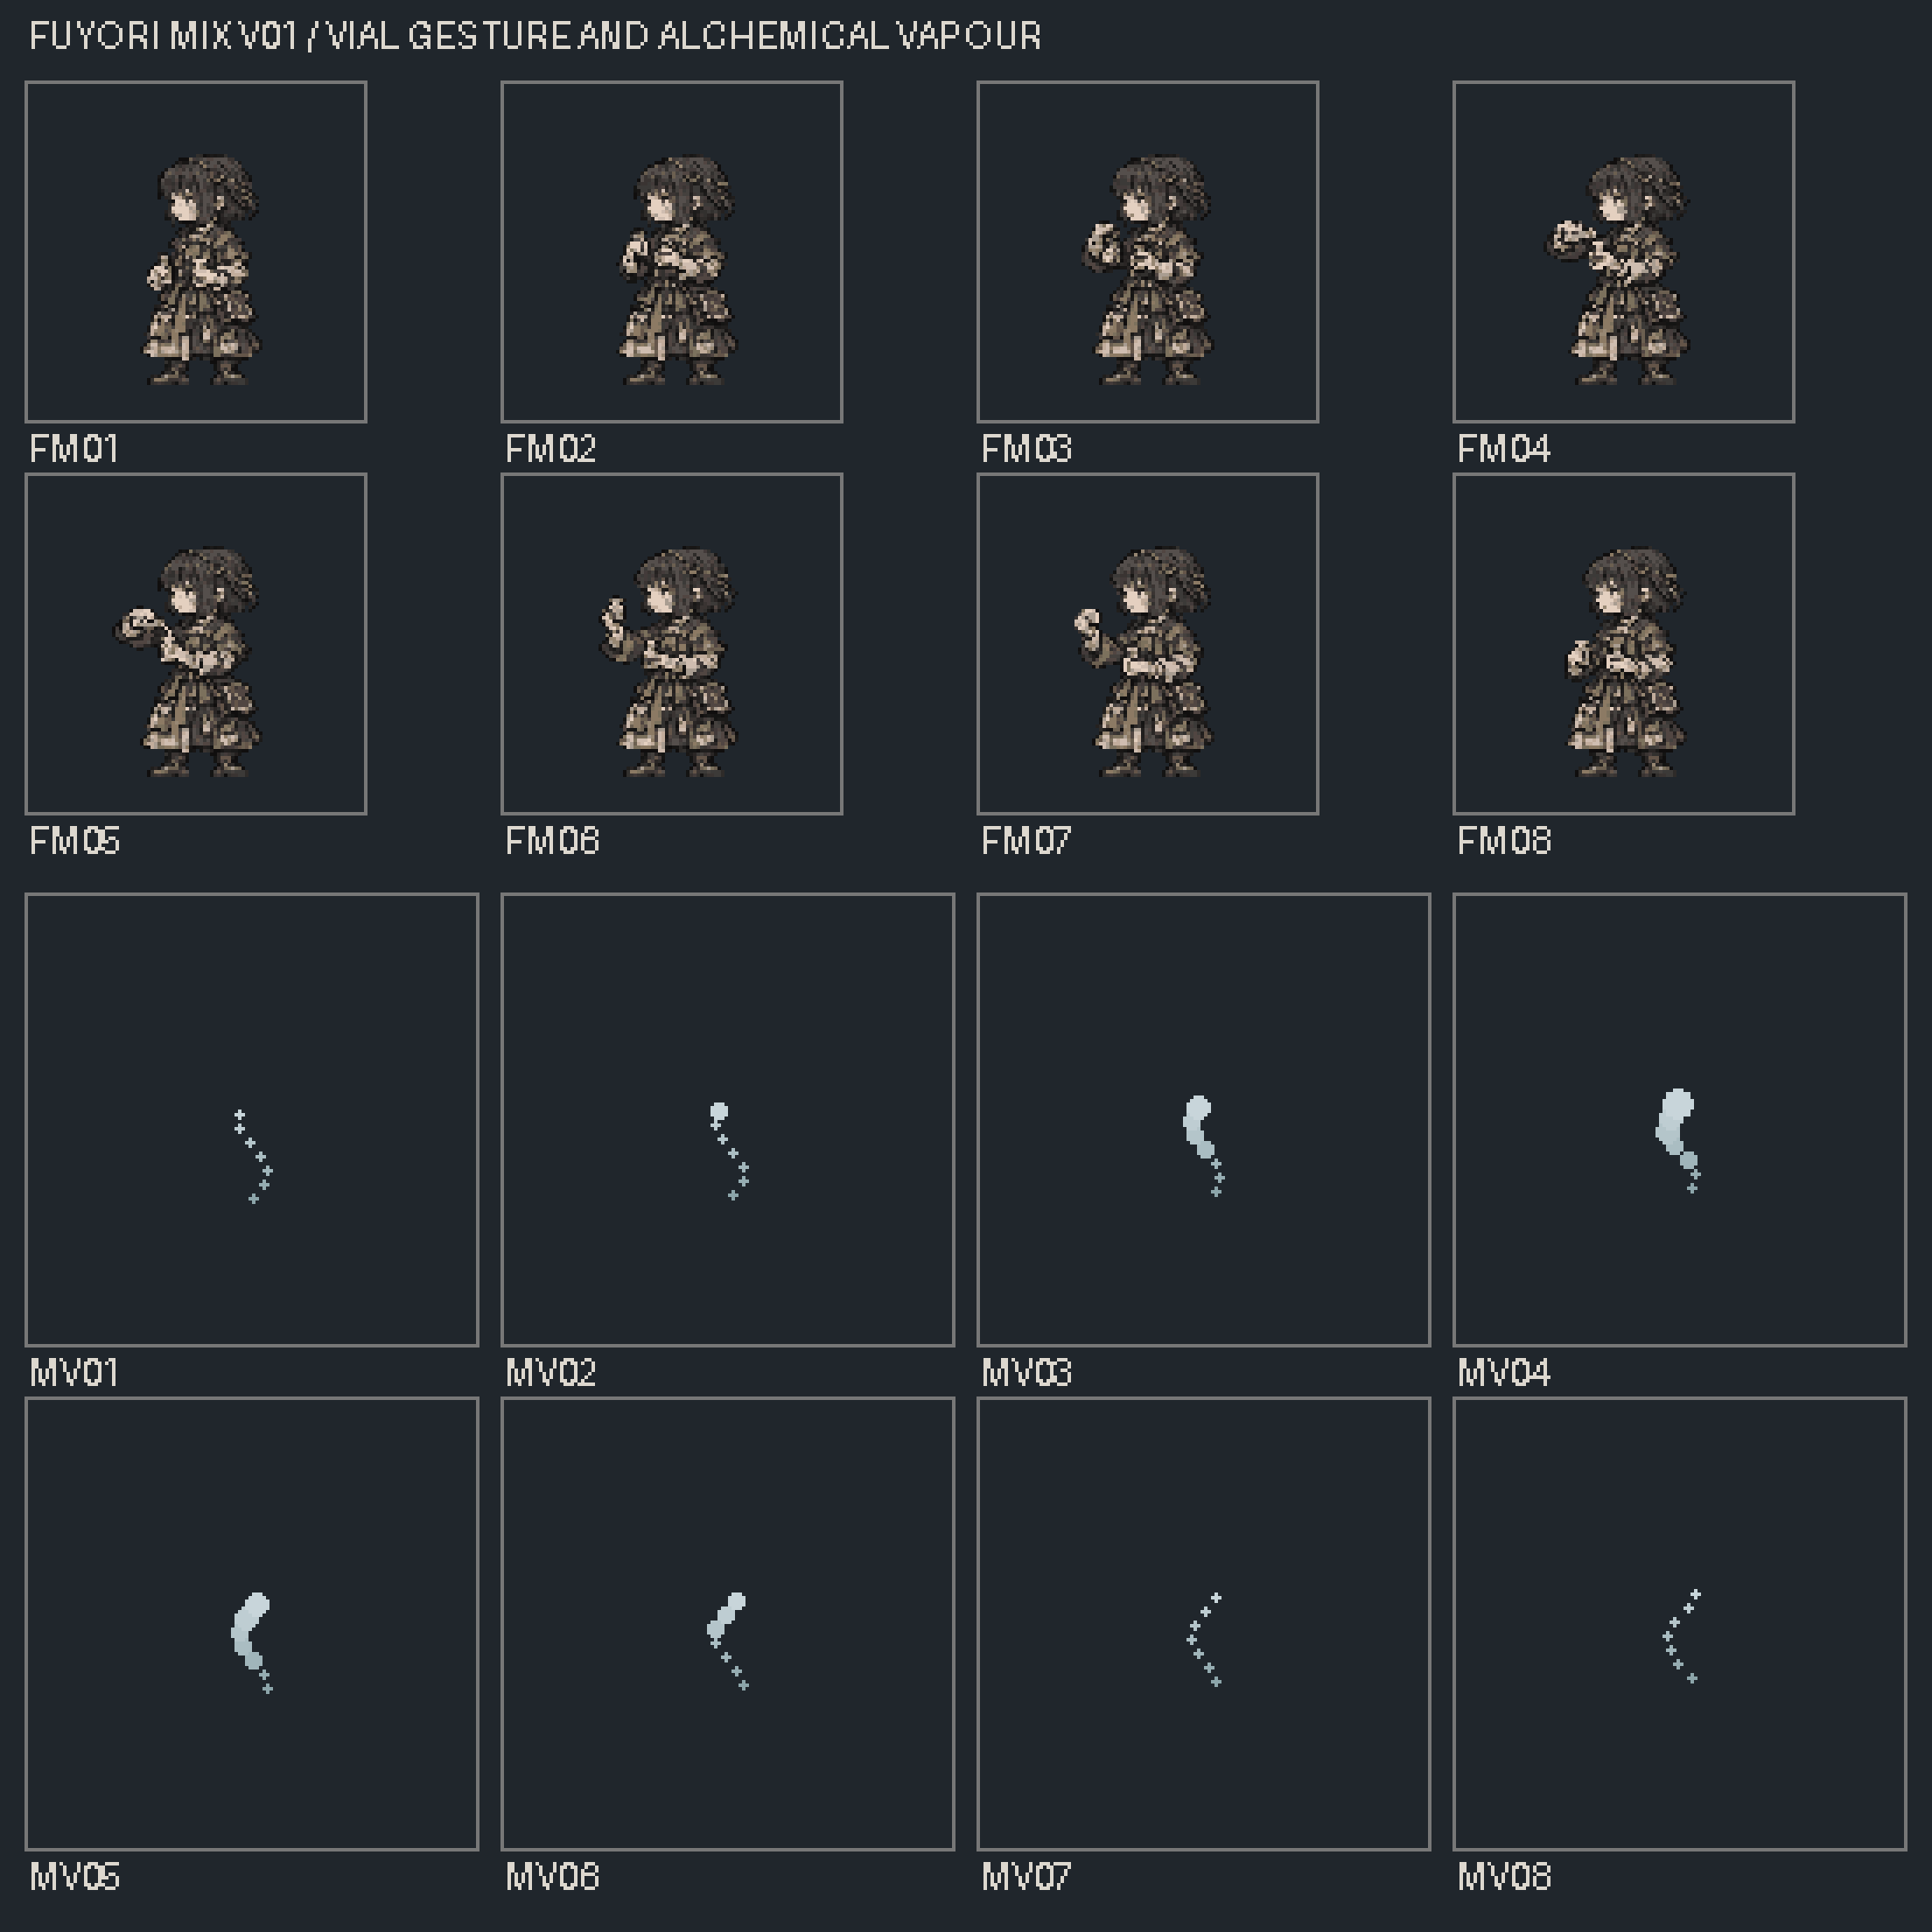 FUYORI MIX V01 / VIAL GESTURE AND ALCHEMICAL VAPOUR
FM01 FM02 FM03 FM04
FM05 FM06 FM07 FM08
MV01 MV02 MV03 MV04
MV05 MV06 MV07 MV08